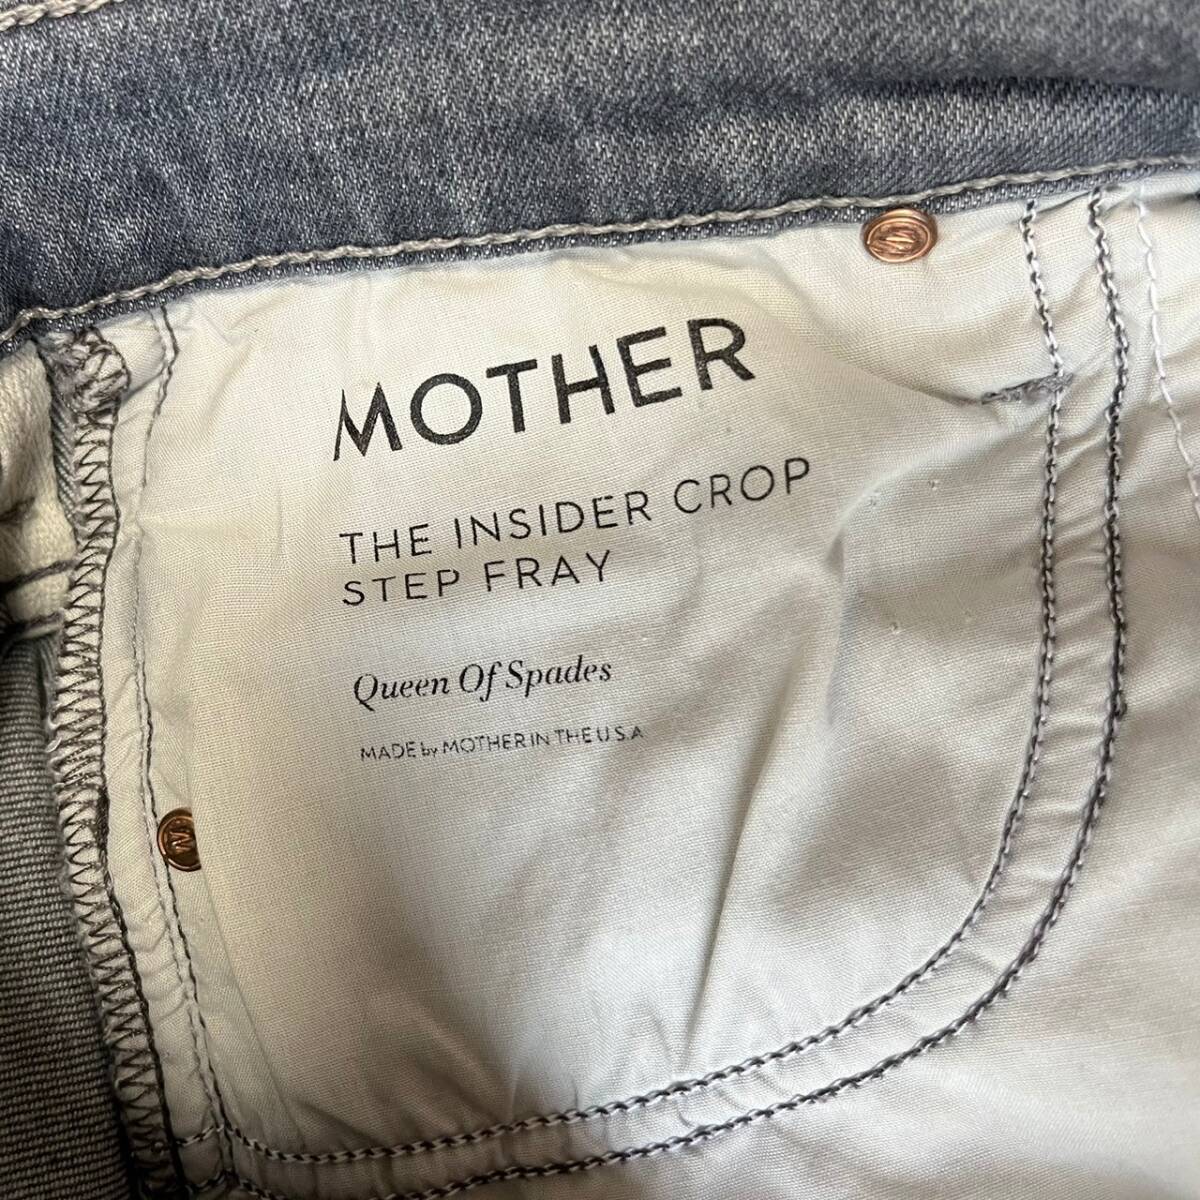 MOTHER
THE INSIDER CROP
STEP FRAY
Queen Of Spades
MADE by MOTHER IN THE U.S.A